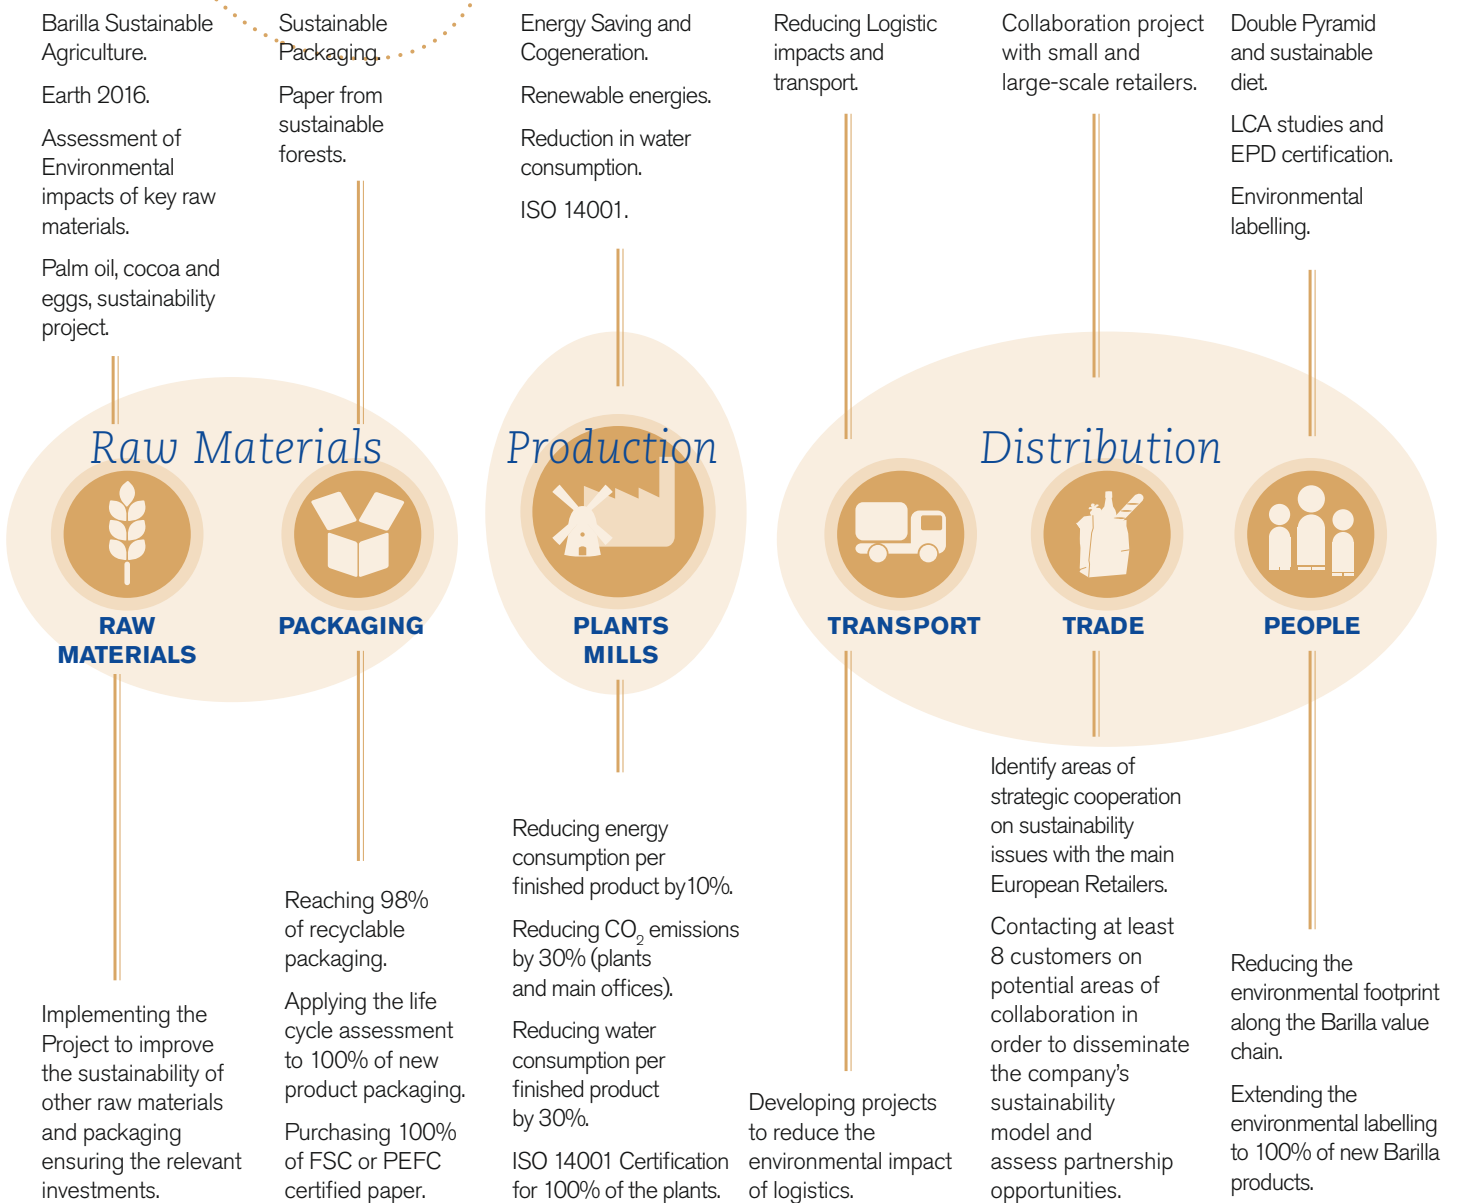 Barilla Sustainable
Agriculture.
Earth 2016.
Assessment of
Environmental
impacts of key raw
materials.
Palm oil, cocoa and
eggs, sustainability
project.
Sustainable
Packaging.
Paper from
sustainable
forests.
Energy Saving and
Cogeneration.
Renewable energies.
Reduction in water
consumption.
ISO 14001.
Reducing Logistic
impacts and
transport.
Collaboration project
with small and
large-scale retailers.
Double Pyramid
and sustainable
diet.
LCA studies and
EPD certification.
Environmental
labelling.
Raw Materials
Production
Distribution
RAW
MATERIALS
PACKAGING
PLANTS
MILLS
TRANSPORT
TRADE
PEOPLE
Implementing the
Project to improve
the sustainability of
other raw materials
and packaging
ensuring the relevant
investments.
Reaching 98%
of recyclable
packaging.
Applying the life
cycle assessment
to 100% of new
product packaging.
Purchasing 100%
of FSC or PEFC
certified paper.
Reducing energy
consumption per
finished product by10%.
Reducing CO₂ emissions
by 30% (plants
and main offices).
Reducing water
consumption per
finished product
by 30%.
ISO 14001 Certification
for 100% of the plants.
Developing projects
to reduce the
environmental impact
of logistics.
Identify areas of
strategic cooperation
on sustainability
issues with the main
European Retailers.
Contacting at least
8 customers on
potential areas of
collaboration in
order to disseminate
the company's
sustainability
model and
assess partnership
opportunities.
Reducing the
environmental footprint
along the Barilla value
chain.
Extending the
environmental labelling
to 100% of new Barilla
products.